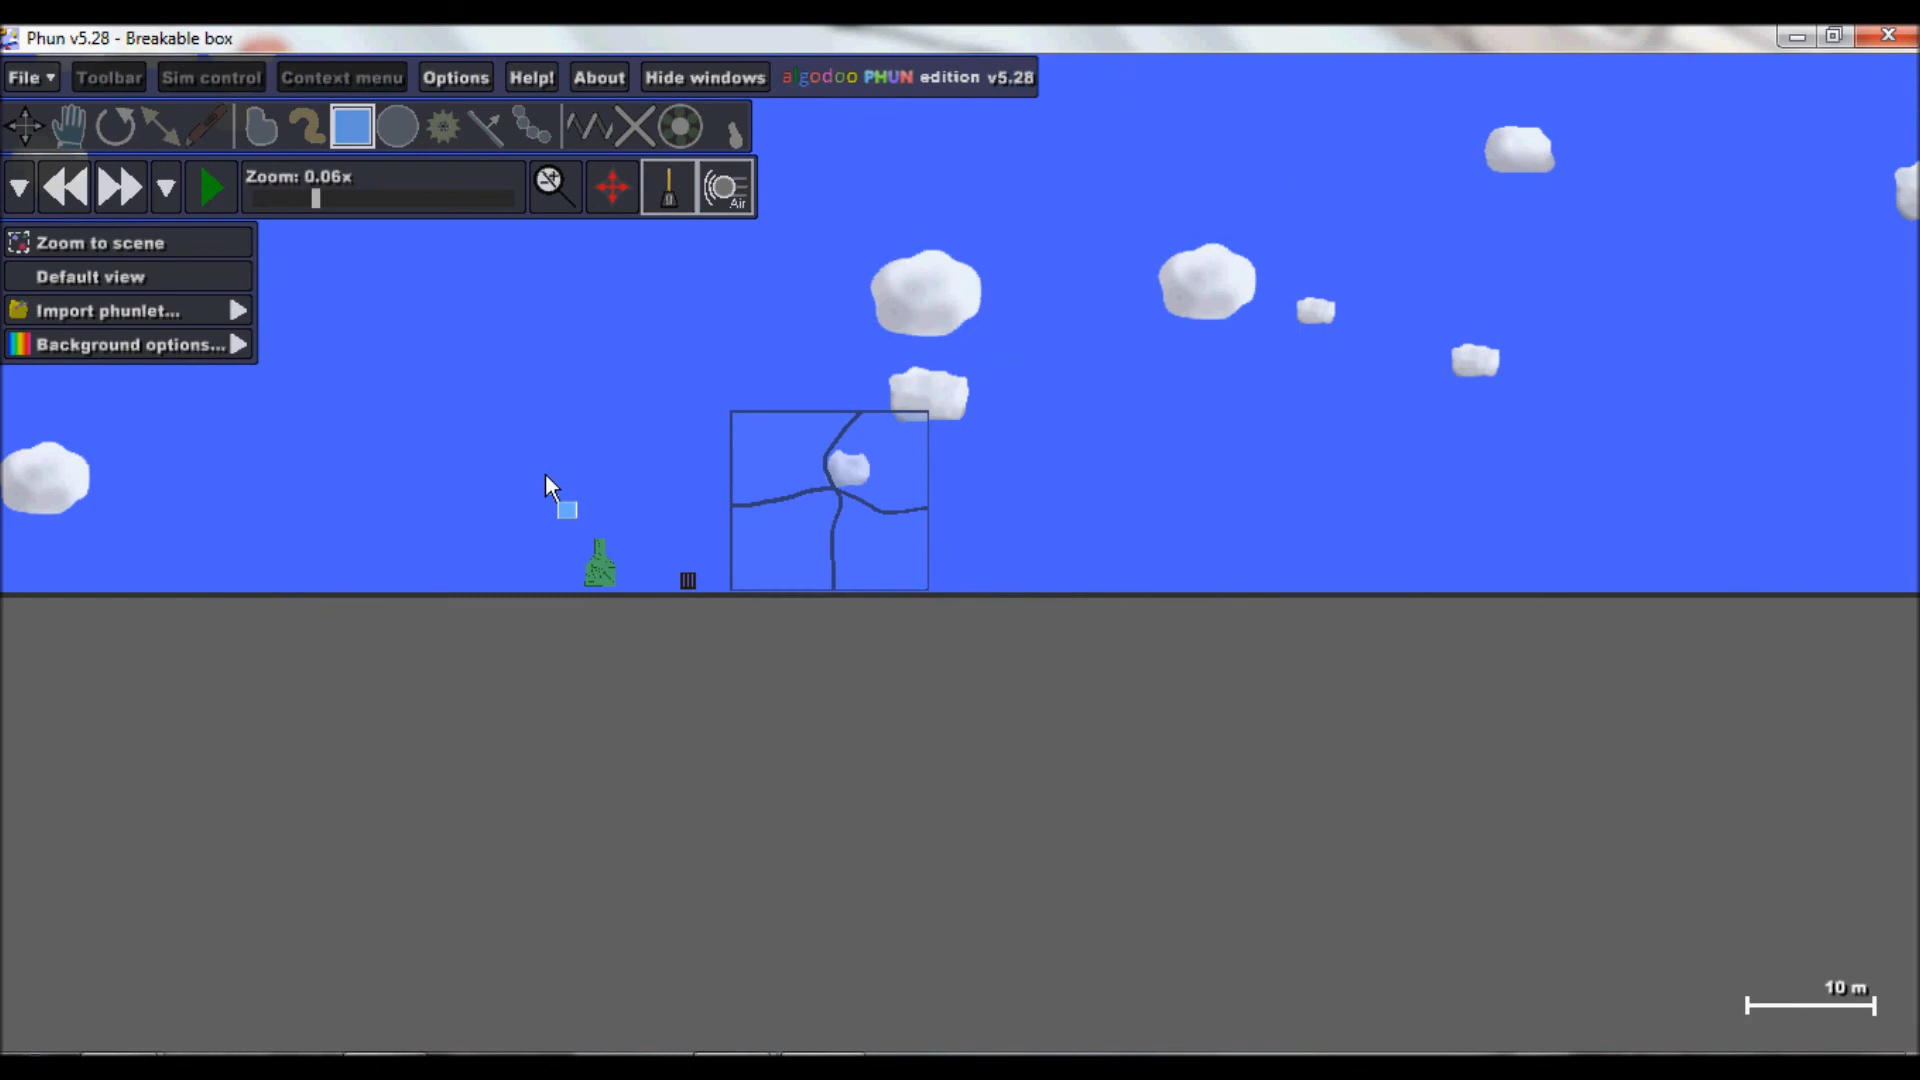 Phun v5.28 - Breakable box
File Toolbar Sim control Context menu Options Help! About Hide windows algodoo PHUN edition v5.28
Zoom: 0.06x
Air
Zoom to scene
Default view
Import phunlet...
Background options...
10 m